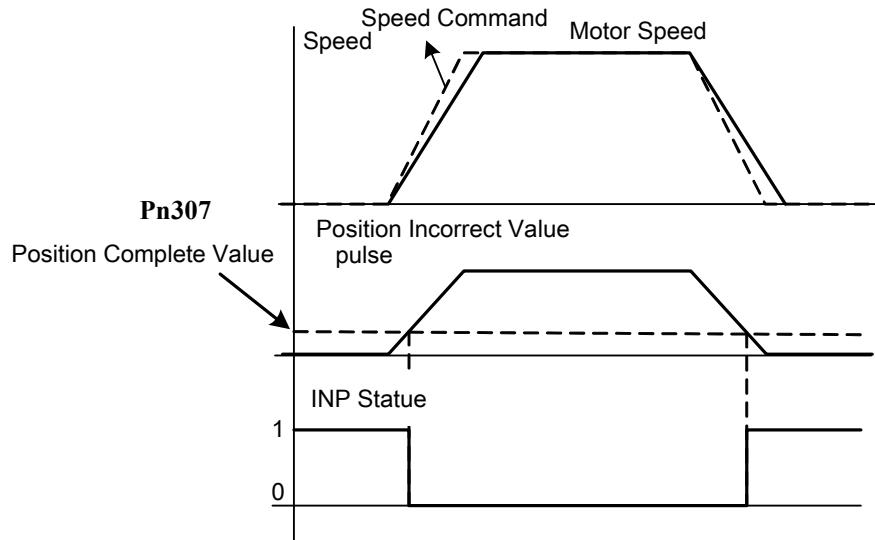 Speed Command
Speed
Motor Speed
Pn307
Position Incorrect Value
pulse
Position Complete Value
INP Statue
1
0